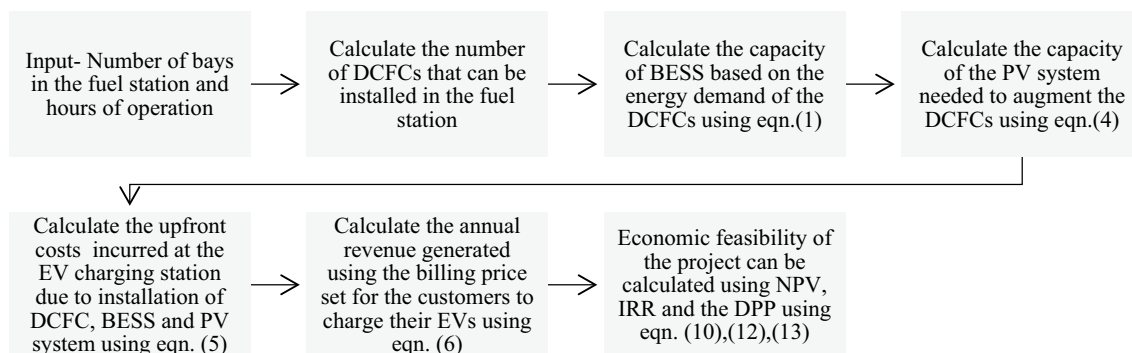 Input- Number of bays
in the fuel station and
hours of operation
Calculate the number
of DCFCs that can be
installed in the fuel
station
Calculate the capacity
of BESS based on the
energy demand of the
DCFCs using eqn.(1)
Calculate the capacity
of the PV system
needed to augment the
DCFCs using eqn.(4)
Calculate the upfront
costs incurred at the
EV charging station
due to installation of
DCFC, BESS and PV
system using eqn. (5)
Calculate the annual
revenue generated
using the billing price
set for the customers to
charge their EVs using
eqn. (6)
Economic feasibility of
the project can be
calculated using NPV,
IRR and the DPP using
eqn. (10),(12),(13)